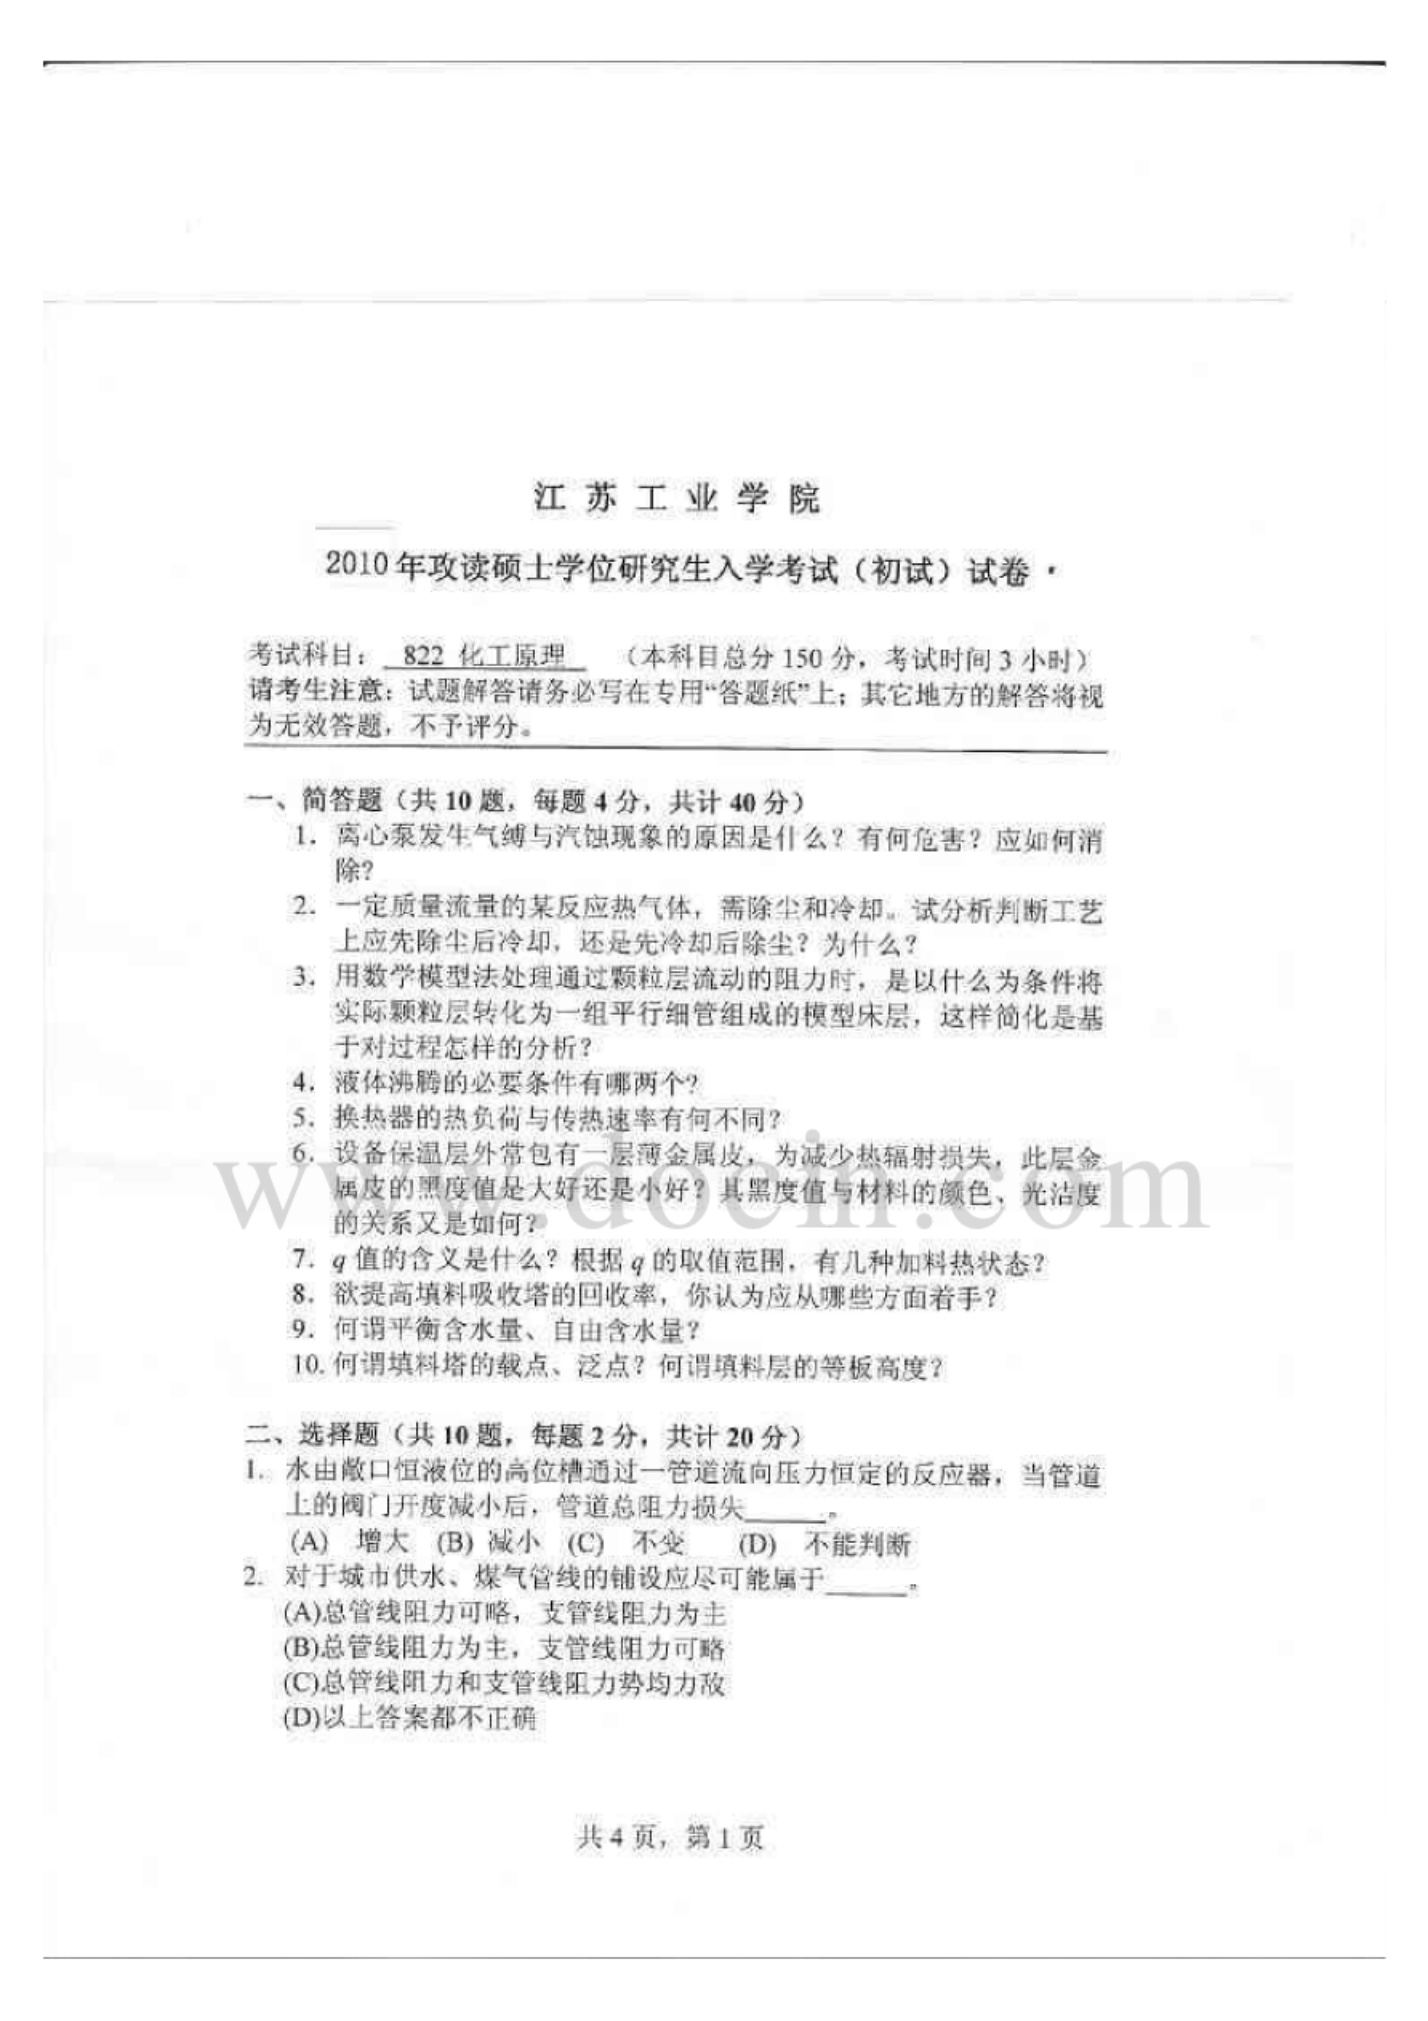 江苏工业学院
2010年攻读硕士学位研究生入学考试（初试）试卷
考试科目： 822 化工原理 （本科目总分150分，考试时间3小时）
请考生注意：试题解答请务必写在专用“答题纸”上；其它地方的解答将视
为无效答题，不予评分。
一、简答题（共10题，每题4分，共计40分）
1. 离心泵发生气缚与汽蚀现象的原因是什么？有何危害？应如何消
除？
2. 一定质量流量的某反应热气体，需除尘和冷却。试分析判断工艺
上应先除尘后冷却，还是先冷却后除尘？为什么？
3. 用数学模型法处理通过颗粒层流动的阻力时，是以什么为条件将
实际颗粒层转化为一组平行细管组成的模型床层，这样简化是基
于对过程怎样的分析？
4. 液体沸腾的必要条件有哪两个？
5. 换热器的热负荷与传热速率有何不同？
6. 设备保温层外常包有一层薄金属皮，为减少热辐射损失，此层金
属皮的黑度值是大好还是小好？其黑度值与材料的颜色、光洁度
的关系又是如何？
7. q 值的含义是什么？根据 q 的取值范围，有几种加料热状态？
8. 欲提高填料吸收塔的回收率，你认为应从哪些方面着手？
9. 何谓平衡含水量、自由含水量？
10. 何谓填料塔的载点、泛点？何谓填料层的等板高度？
二、选择题（共10题，每题2分，共计20分）
1. 水由敞口恒液位的高位槽通过一管道流向压力恒定的反应器，当管道
上的阀门开度减小后，管道总阻力损失______。
(A) 增大 (B) 减小 (C) 不变 (D) 不能判断
2. 对于城市供水、煤气管线的铺设应尽可能属于______。
(A)总管线阻力可略，支管线阻力为主
(B)总管线阻力为主，支管线阻力可略
(C)总管线阻力和支管线阻力势均力敌
(D)以上答案都不正确
共4页，第1页
www.docin.com